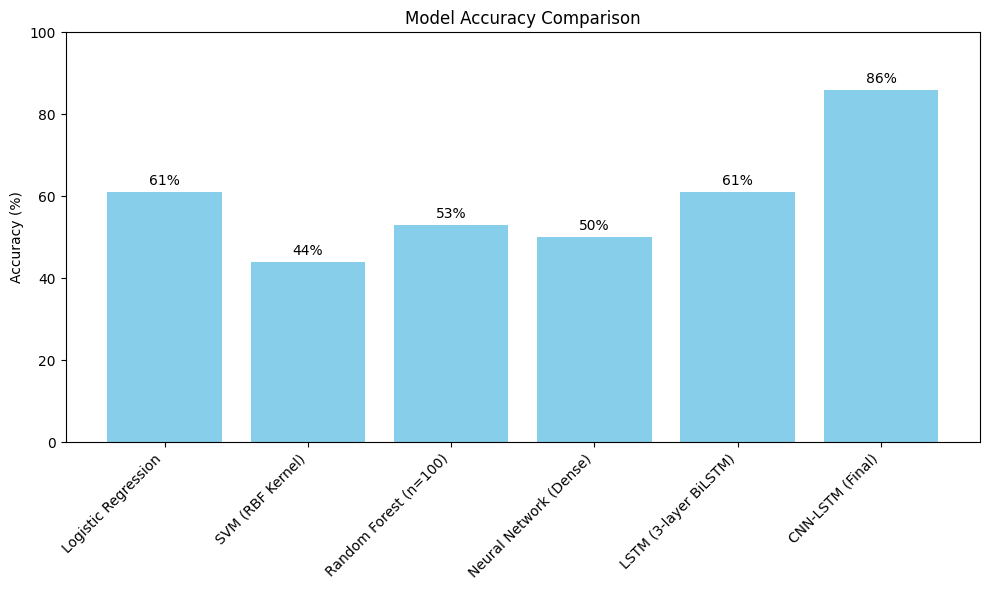 Model Accuracy Comparison
Accuracy (%)
100
80
60
40
20
0
61%
44%
53%
50%
61%
86%
Logistic Regression
SVM (RBF Kernel)
Random Forest (n=100)
Neural Network (Dense)
LSTM (3-layer BiLSTM)
CNN-LSTM (Final)